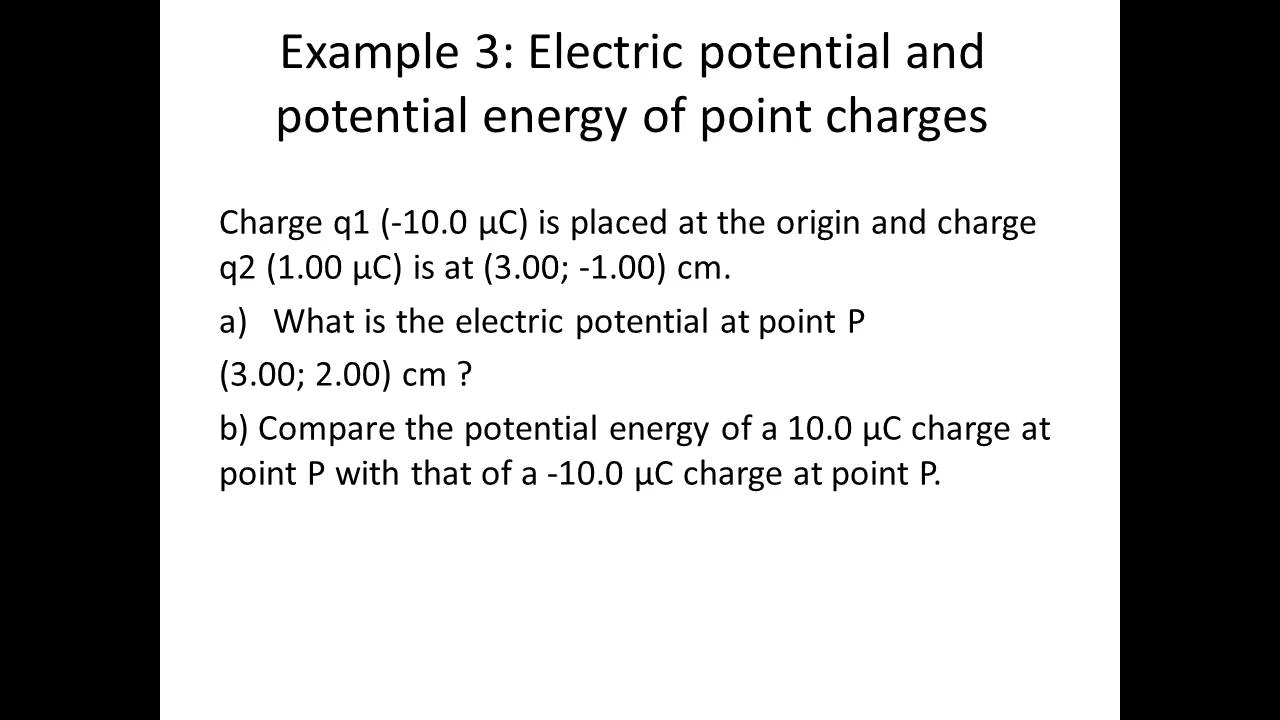 Example 3: Electric potential and
potential energy of point charges
Charge q1 (-10.0 µC) is placed at the origin and charge
q2 (1.00 µC) is at (3.00; -1.00) cm.
a) What is the electric potential at point P
(3.00; 2.00) cm ?
b) Compare the potential energy of a 10.0 µC charge at
point P with that of a -10.0 µC charge at point P.